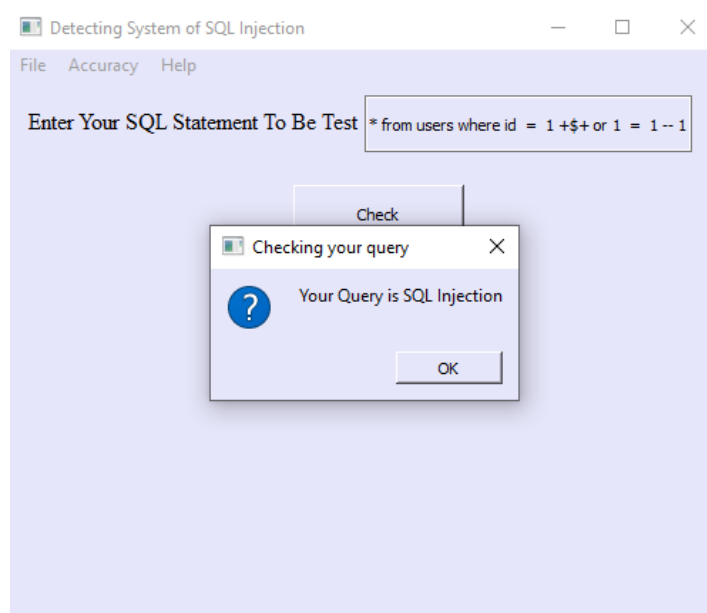 Detecting System of SQL Injection
File Accuracy Help
Enter Your SQL Statement To Be Test
* from users where id = 1 +$+ or 1 = 1 -- 1
Check
Checking your query
Your Query is SQL Injection
OK